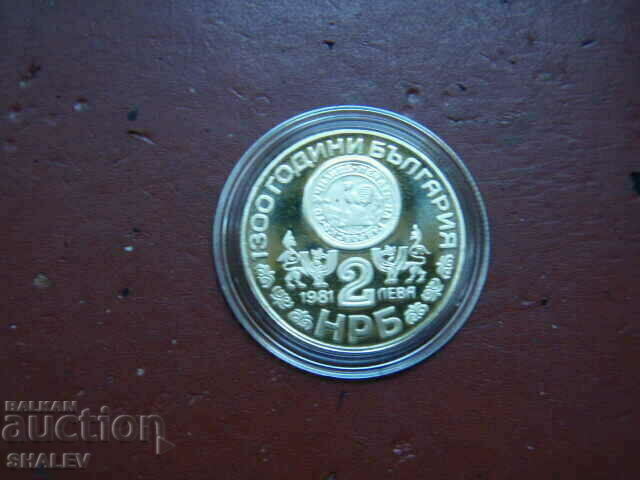 1300 ГОДИНИ БЪЛГАРИЯ
1981 2 ЛЕВА
НРБ
BALKAN
auction
SHALEV